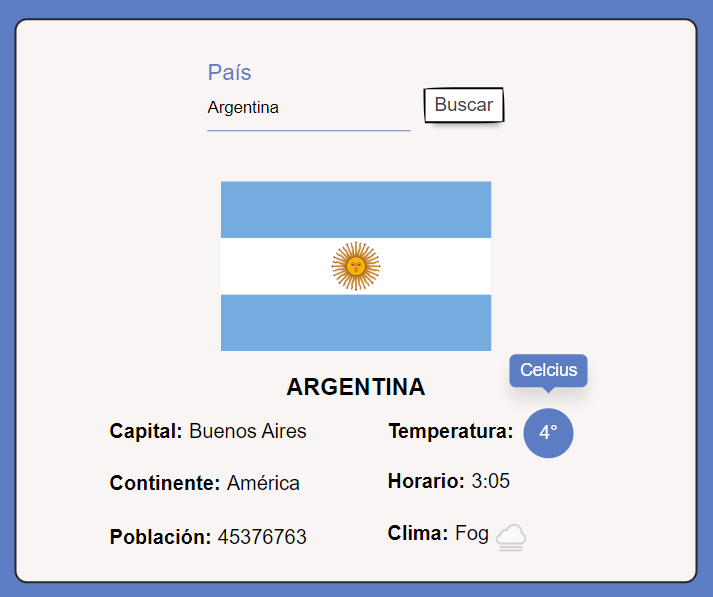 País
Argentina
Buscar
ARGENTINA
Celcius
Capital: Buenos Aires
Temperatura: 4°
Continente: América
Horario: 3:05
Población: 45376763
Clima: Fog